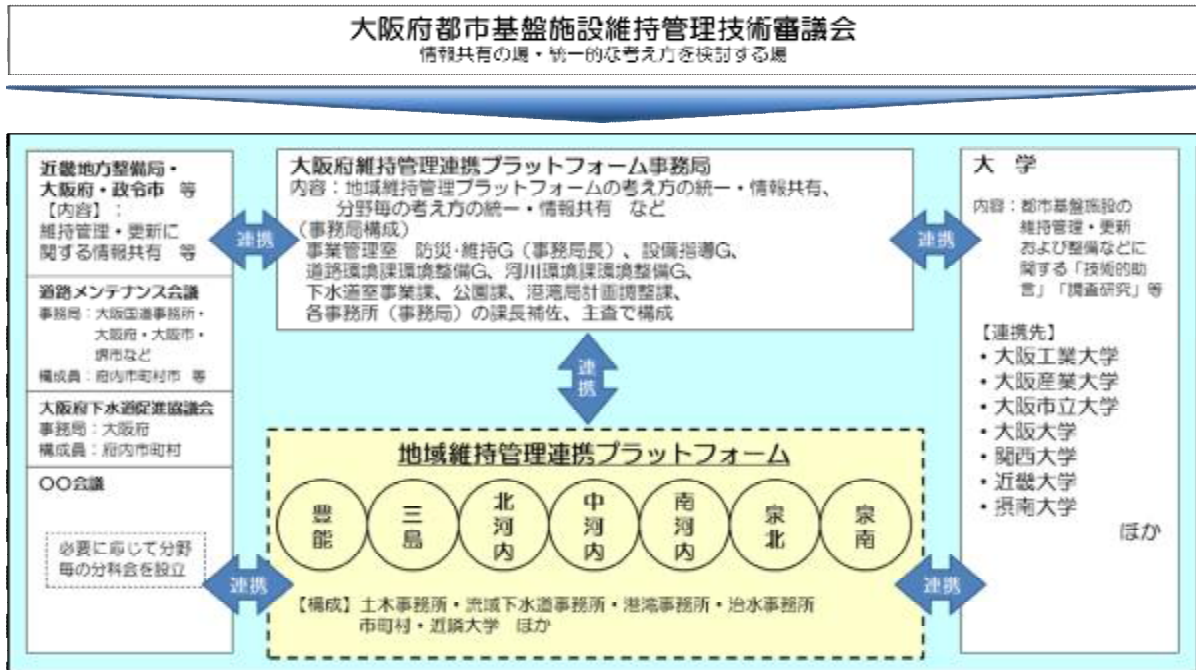 大阪府都市基盤施設維持管理技術審議会
情報共有の場・統一的な考え方を検討する場
近畿地方整備局・
大阪府・政令市 等
【内容】：
維持管理・更新に
関する情報共有 等
道路メンテナンス会議
事務局：大阪国道事務所・
大阪府・大阪市・
堺市など
構成員：府内市町村市 等
大阪府下水道促進協議会
事務局：大阪府
構成員：府内市町村
〇〇会議
必要に応じて分野
毎の分科会を設立
連携
大阪府維持管理連携プラットフォーム事務局
内容：地域維持管理プラットフォームの考え方の統一・情報共有、
分野毎の考え方の統一・情報共有 など
（事務局構成）
事業管理室 防災・維持G（事務局長）、設備指導G、
道路環境課環境整備G、河川環境課環境整備G、
下水道室事業課、公園課、港湾局計画調整課、
各事務所（事務局）の課長補佐、主査で構成
連携
連携
地域維持管理連携プラットフォーム
豊能
三島
北河内
中河内
南河内
泉北
泉南
【構成】土木事務所・流域下水道事務所・港湾事務所・治水事務所
市町村・近隣大学 ほか
連携
連携
大 学
内容：都市基盤施設の
維持管理・更新
および整備などに
関する「技術的助
言」「調査研究」等
【連携先】
・大阪工業大学
・大阪産業大学
・大阪市立大学
・大阪大学
・関西大学
・近畿大学
・摂南大学
ほか